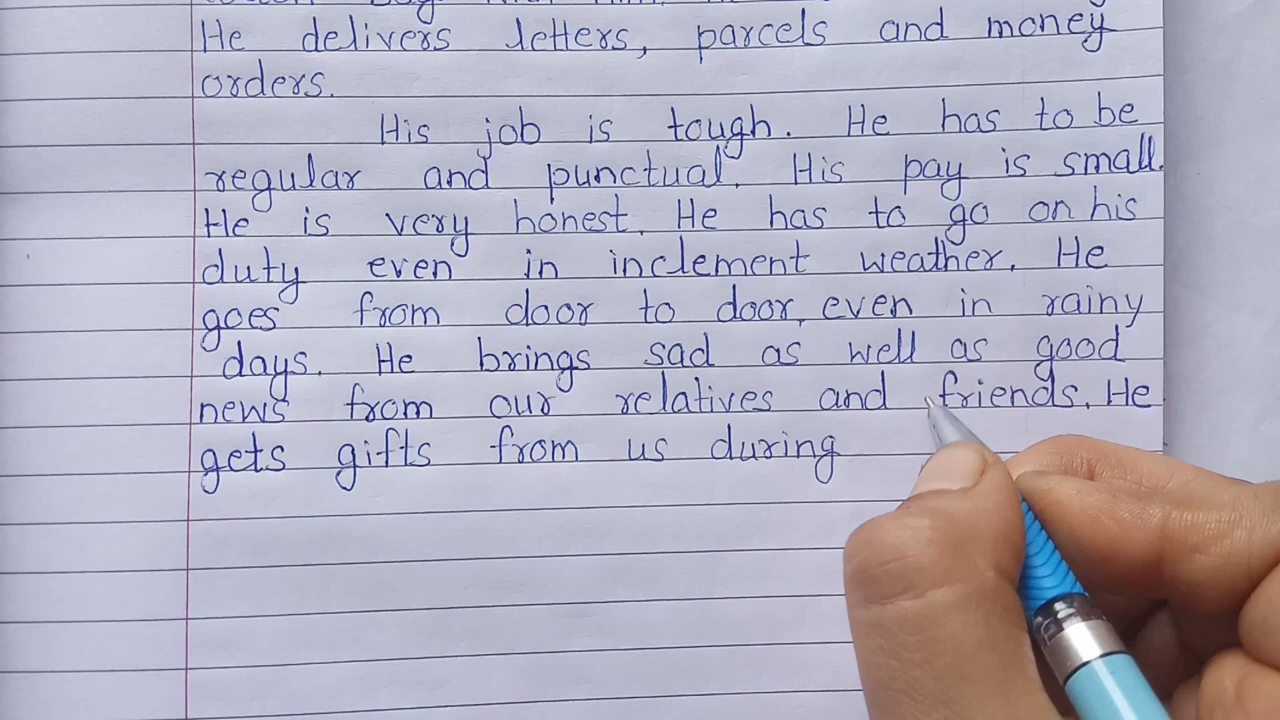 He delivers letters, parcels and money
orders.
His job is tough. He has to be
regular and punctual. His pay is small.
He is very honest. He has to go on his
duty even in inclement weather. He
goes from door to door, even in rainy
days. He brings sad as well as good
news from our relatives and friends. He
gets gifts from us during